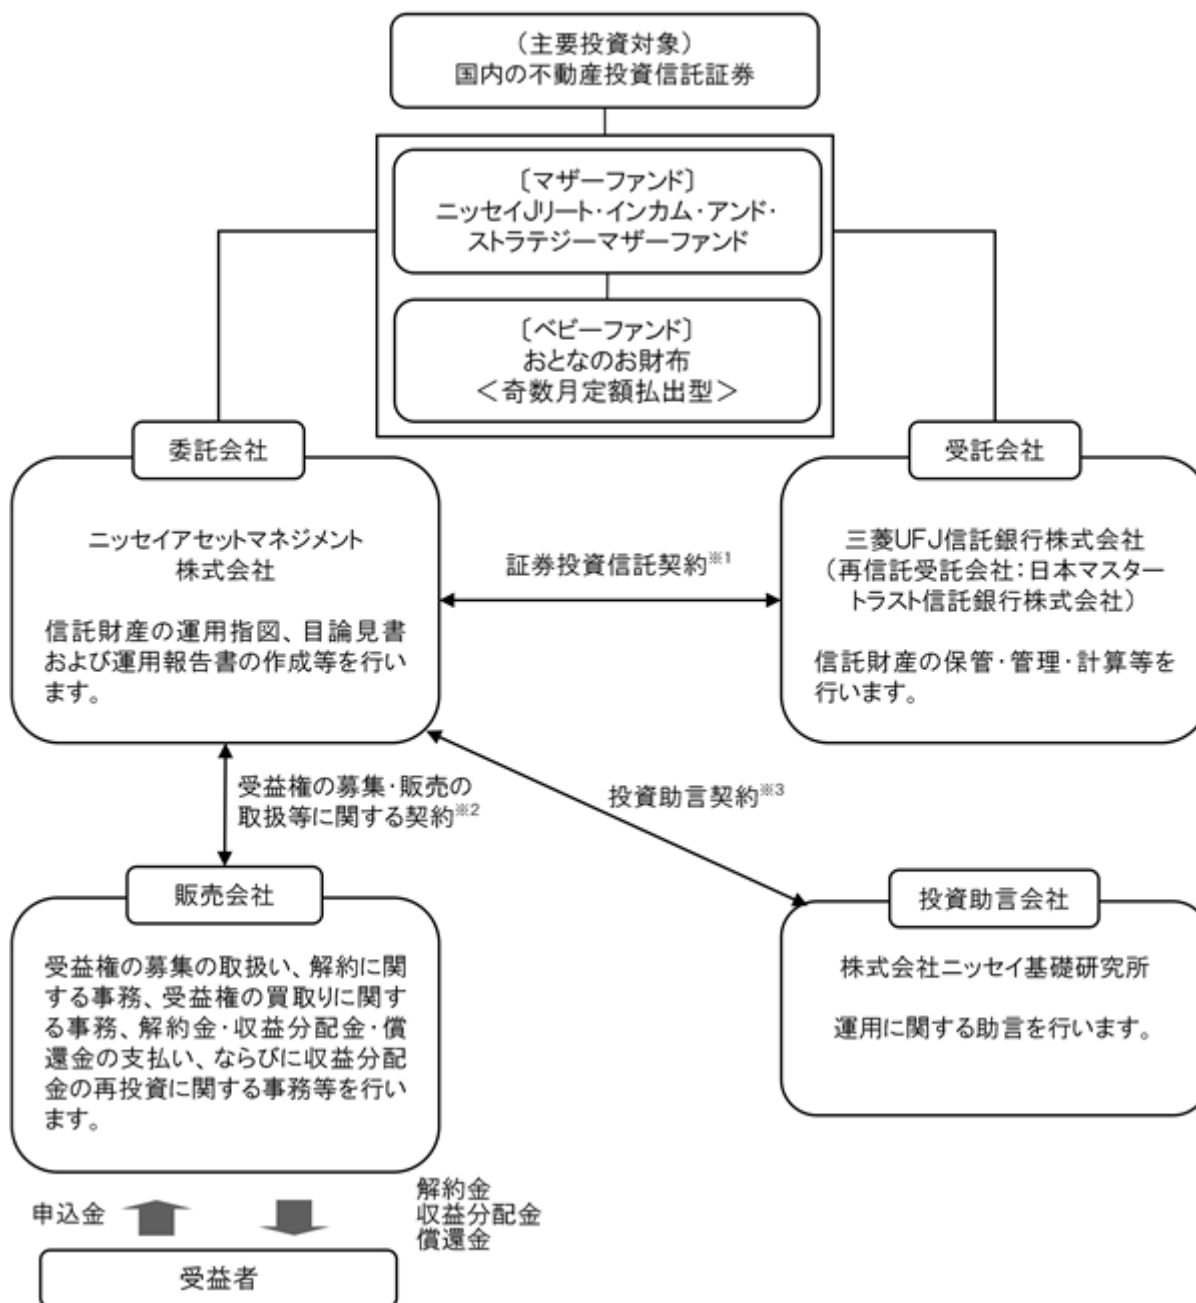 （主要投資対象）
国内の不動産投資信託証券
〔マザーファンド〕
ニッセイJリート・インカム・アンド・
ストラテジーマザーファンド
〔ベビーファンド〕
おとなのお財布
＜奇数月定額払出型＞
委託会社
ニッセイアセットマネジメント
株式会社
信託財産の運用指図、目論見書
および運用報告書の作成等を行い
ます。
証券投資信託契約※1
受託会社
三菱UFJ信託銀行株式会社
（再信託受託会社：日本マスター
トラスト信託銀行株式会社）
信託財産の保管・管理・計算等を
行います。
受益権の募集・販売の
取扱等に関する契約※2
投資助言契約※3
販売会社
受益権の募集の取扱い、解約に関
する事務、受益権の買取りに関す
る事務、解約金・収益分配金・償
還金の支払い、ならびに収益分配
金の再投資に関する事務等を行い
ます。
投資助言会社
株式会社ニッセイ基礎研究所
運用に関する助言を行います。
申込金
解約金
収益分配金
償還金
受益者